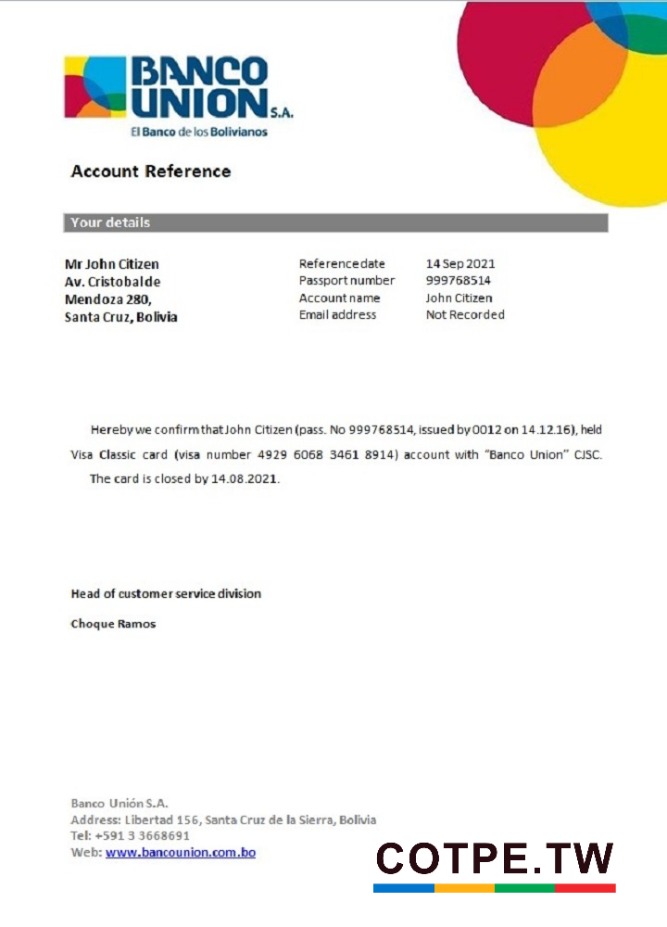 BANCO
UNION S.A.
El Banco de los Bolivianos
Account Reference
Your details
Mr John Citizen
Av. Cristobalde
Mendoza 280,
Santa Cruz, Bolivia
Reference date 14 Sep 2021
Passport number 999768514
Account name John Citizen
Email address Not Recorded
Hereby we confirm that John Citizen (pass. No 999768514, issued by 0012 on 14.12.16), held
Visa Classic card (visa number 4929 6068 3461 8914) account with "Banco Union" CJSC.
The card is closed by 14.08.2021.
Head of customer service division
Choque Ramos
Banco Unión S.A.
Address: Libertad 156, Santa Cruz de la Sierra, Bolivia
Tel: +591 3 3668691
Web: www.bancounion.com.bo
COTPE.TW